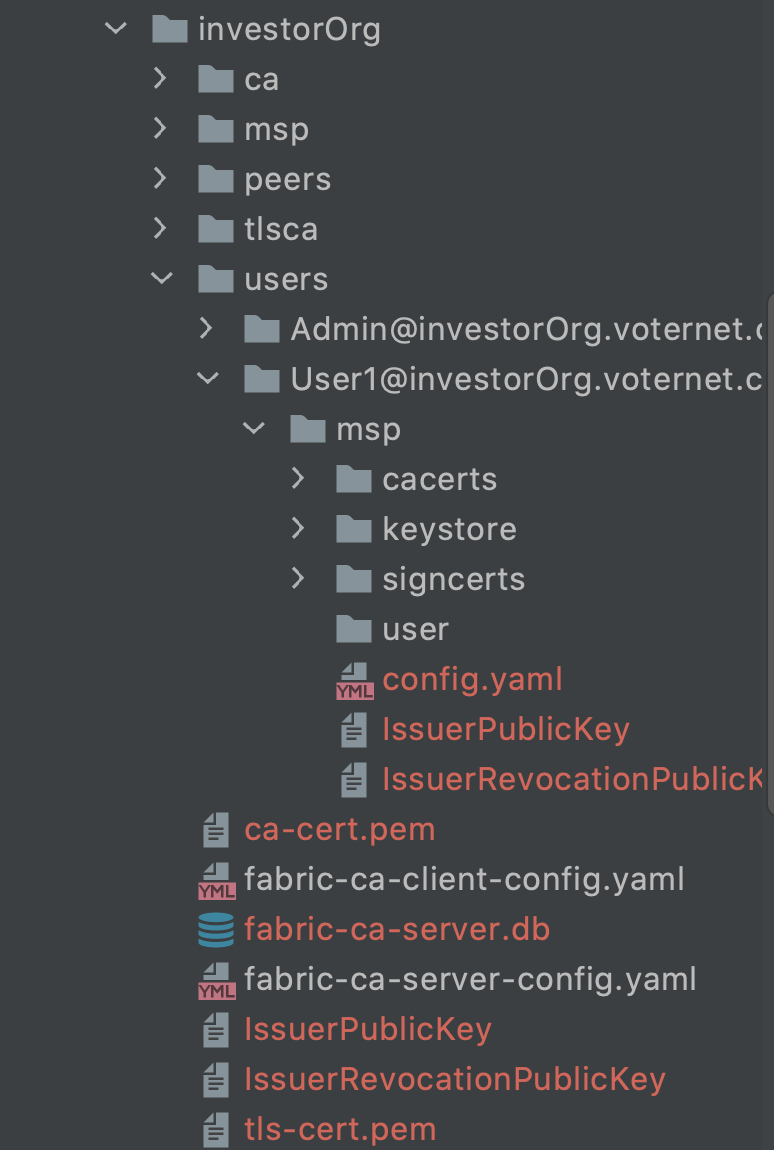 investorOrg
ca
msp
peers
tlsca
users
Admin@investorOrg.voternet.c
User1@investorOrg.voternet.c
msp
cacerts
keystore
signcerts
user
YML config.yaml
IssuerPublicKey
IssuerRevocationPublicK
ca-cert.pem
YML fabric-ca-client-config.yaml
fabric-ca-server.db
YML fabric-ca-server-config.yaml
IssuerPublicKey
IssuerRevocationPublicKey
tls-cert.pem